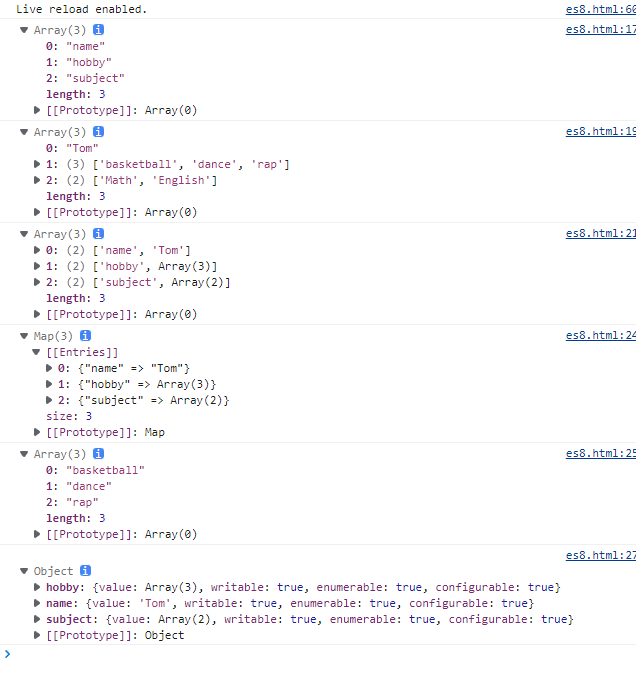 Live reload enabled. es8.html:60
▼ Array(3) i es8.html:17
0: "name"
1: "hobby"
2: "subject"
length: 3
▶ [[Prototype]]: Array(0)
▼ Array(3) i es8.html:19
0: "Tom"
▶ 1: (3) ['basketball', 'dance', 'rap']
▶ 2: (2) ['Math', 'English']
length: 3
▶ [[Prototype]]: Array(0)
▼ Array(3) i es8.html:21
▶ 0: (2) ['name', 'Tom']
▶ 1: (2) ['hobby', Array(3)]
▶ 2: (2) ['subject', Array(2)]
length: 3
▶ [[Prototype]]: Array(0)
▼ Map(3) i es8.html:24
▼ [[Entries]]
▶ 0: {"name" => "Tom"}
▶ 1: {"hobby" => Array(3)}
▶ 2: {"subject" => Array(2)}
size: 3
▶ [[Prototype]]: Map
▼ Array(3) i es8.html:25
0: "basketball"
1: "dance"
2: "rap"
length: 3
▶ [[Prototype]]: Array(0)
es8.html:27
▼ Object i
▶ hobby: {value: Array(3), writable: true, enumerable: true, configurable: true}
▶ name: {value: 'Tom', writable: true, enumerable: true, configurable: true}
▶ subject: {value: Array(2), writable: true, enumerable: true, configurable: true}
▶ [[Prototype]]: Object
>